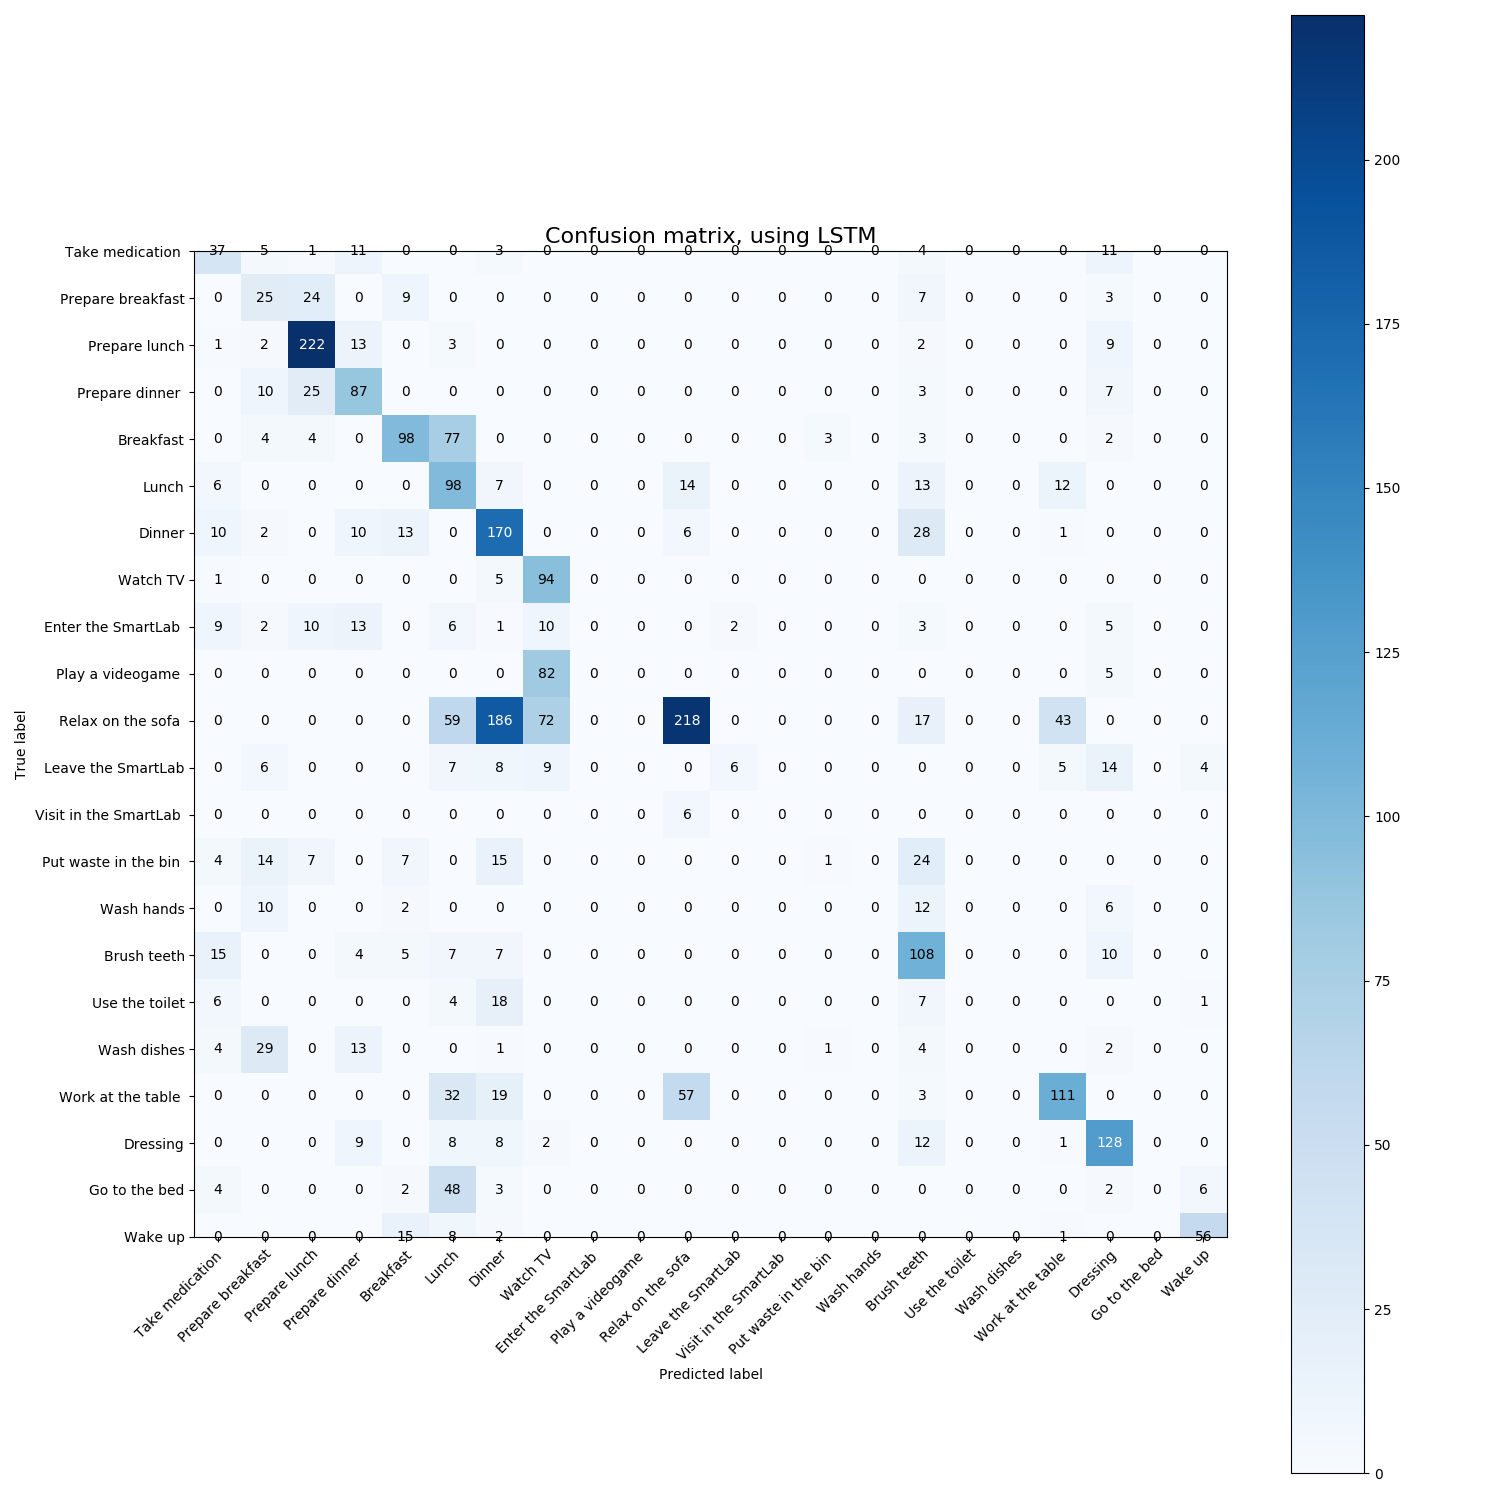 Confusion matrix, using LSTM
Take medication 37 5 1 11 0 0 3 0 0 0 0 0 0 0 0 4 0 0 0 11 0 0
Prepare breakfast 0 25 24 0 9 0 0 0 0 0 0 0 0 0 0 7 0 0 0 3 0 0
Prepare lunch 1 2 222 13 0 3 0 0 0 0 0 0 0 0 0 2 0 0 0 9 0 0
Prepare dinner 0 10 25 87 0 0 0 0 0 0 0 0 0 0 0 3 0 0 0 7 0 0
Breakfast 0 4 4 0 98 77 0 0 0 0 0 0 0 3 0 3 0 0 0 2 0 0
Lunch 6 0 0 0 0 98 7 0 0 0 14 0 0 0 0 13 0 0 12 0 0 0
Dinner 10 2 0 10 13 0 170 0 0 0 6 0 0 0 0 28 0 0 1 0 0 0
Watch TV 1 0 0 0 0 0 5 94 0 0 0 0 0 0 0 0 0 0 0 0 0 0
Enter the SmartLab 9 2 10 13 0 6 1 10 0 0 0 2 0 0 0 3 0 0 0 5 0 0
Play a videogame 0 0 0 0 0 0 0 82 0 0 0 0 0 0 0 0 0 0 0 5 0 0
Relax on the sofa 0 0 0 0 0 59 186 72 0 0 218 0 0 0 0 17 0 0 43 0 0 0
Leave the SmartLab 0 6 0 0 0 7 8 9 0 0 0 6 0 0 0 0 0 0 5 14 0 4
Visit in the SmartLab 0 0 0 0 0 0 0 0 0 0 6 0 0 0 0 0 0 0 0 0 0 0
Put waste in the bin 4 14 7 0 7 0 15 0 0 0 0 0 0 1 0 24 0 0 0 0 0 0
Wash hands 0 10 0 0 2 0 0 0 0 0 0 0 0 0 0 12 0 0 0 6 0 0
Brush teeth 15 0 0 4 5 7 7 0 0 0 0 0 0 0 0 108 0 0 0 10 0 0
Use the toilet 6 0 0 0 0 4 18 0 0 0 0 0 0 0 0 7 0 0 0 0 0 1
Wash dishes 4 29 0 13 0 0 1 0 0 0 0 0 0 1 0 4 0 0 0 2 0 0
Work at the table 0 0 0 0 0 32 19 0 0 0 57 0 0 0 0 3 0 0 111 0 0 0
Dressing 0 0 0 9 0 8 8 2 0 0 0 0 0 0 0 12 0 0 1 128 0 0
Go to the bed 4 0 0 0 2 48 3 0 0 0 0 0 0 0 0 0 0 0 0 2 0 6
Wake up 0 0 0 0 15 8 2 0 0 0 0 0 0 0 0 0 0 0 1 0 0 56
True label
Take medication
Prepare breakfast
Prepare lunch
Prepare dinner
Breakfast
Lunch
Dinner
Watch TV
Enter the SmartLab
Play a videogame
Relax on the sofa
Leave the SmartLab
Visit in the SmartLab
Put waste in the bin
Wash hands
Brush teeth
Use the toilet
Wash dishes
Work at the table
Dressing
Go to the bed
Wake up
Predicted label
200
175
150
125
100
75
50
25
0